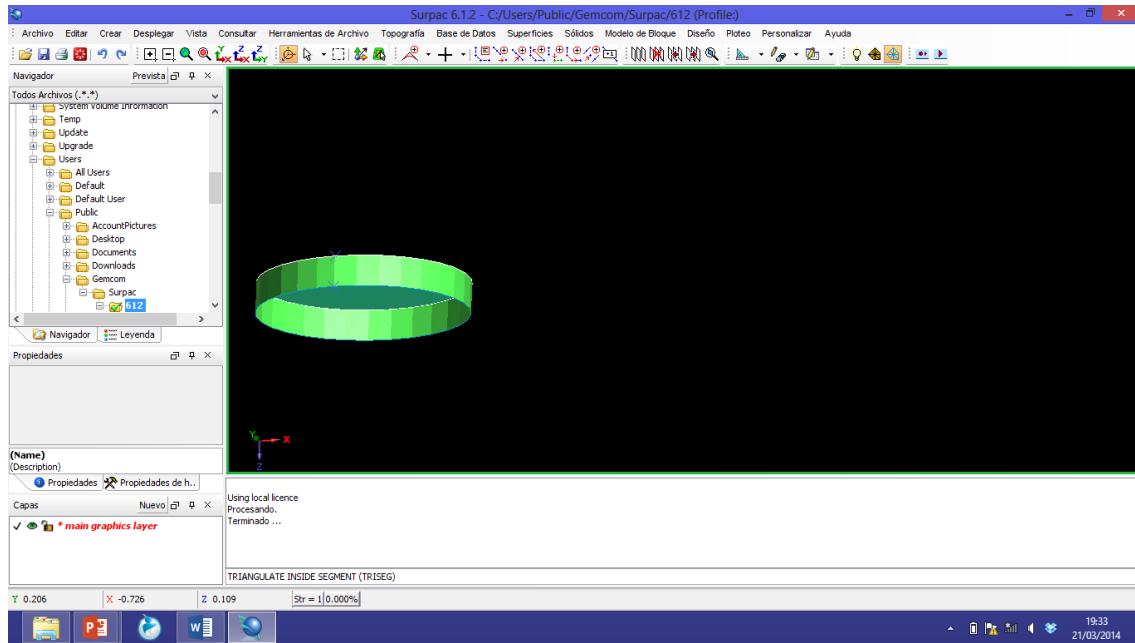 Surpac 6.1.2 - C:/Users/Public/Gemcom/Surpac/612 (Profile:)
Archivo Editar Crear Desplegar Vista Consultar Herramientas de Archivo Topografía Base de Datos Superficies Sólidos Modelo de Bloque Diseño Ploteo Personalizar Ayuda
Navegador Prevista
Todos Archivos (.*.*)
System Volume Information
Temp
Update
Upgrade
Users
All Users
Default
Default User
Public
AccountPictures
Desktop
Documents
Downloads
Gemcom
Surpac
612
Navigador Leyenda
Propiedades
(Name)
(Description)
Propiedades Propiedades de h..
Capas Nuevo
* main graphics layer
Y X
Z
Using local licence
Procesando.
Terminado ...
TRIANGULATE INSIDE SEGMENT (TRISEG)
Y 0.206 X -0.726 Z 0.109 Str = 1 0.000%
19:33
21/03/2014